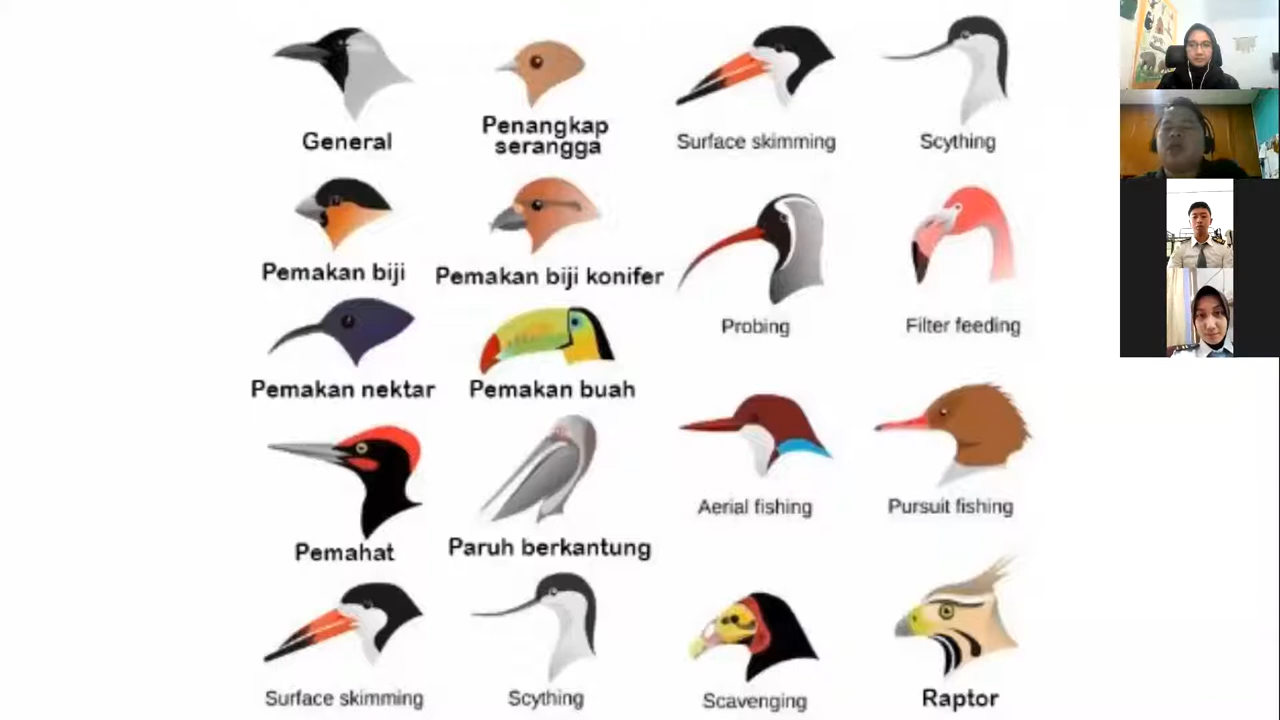 General
Penangkap
serangga
Surface skimming
Scything
Pemakan biji
Pemakan biji konifer
Probing
Filter feeding
Pemakan nektar
Pemakan buah
Aerial fishing
Pursuit fishing
Pemahat
Paruh berkantung
Surface skimming
Scything
Scavenging
Raptor